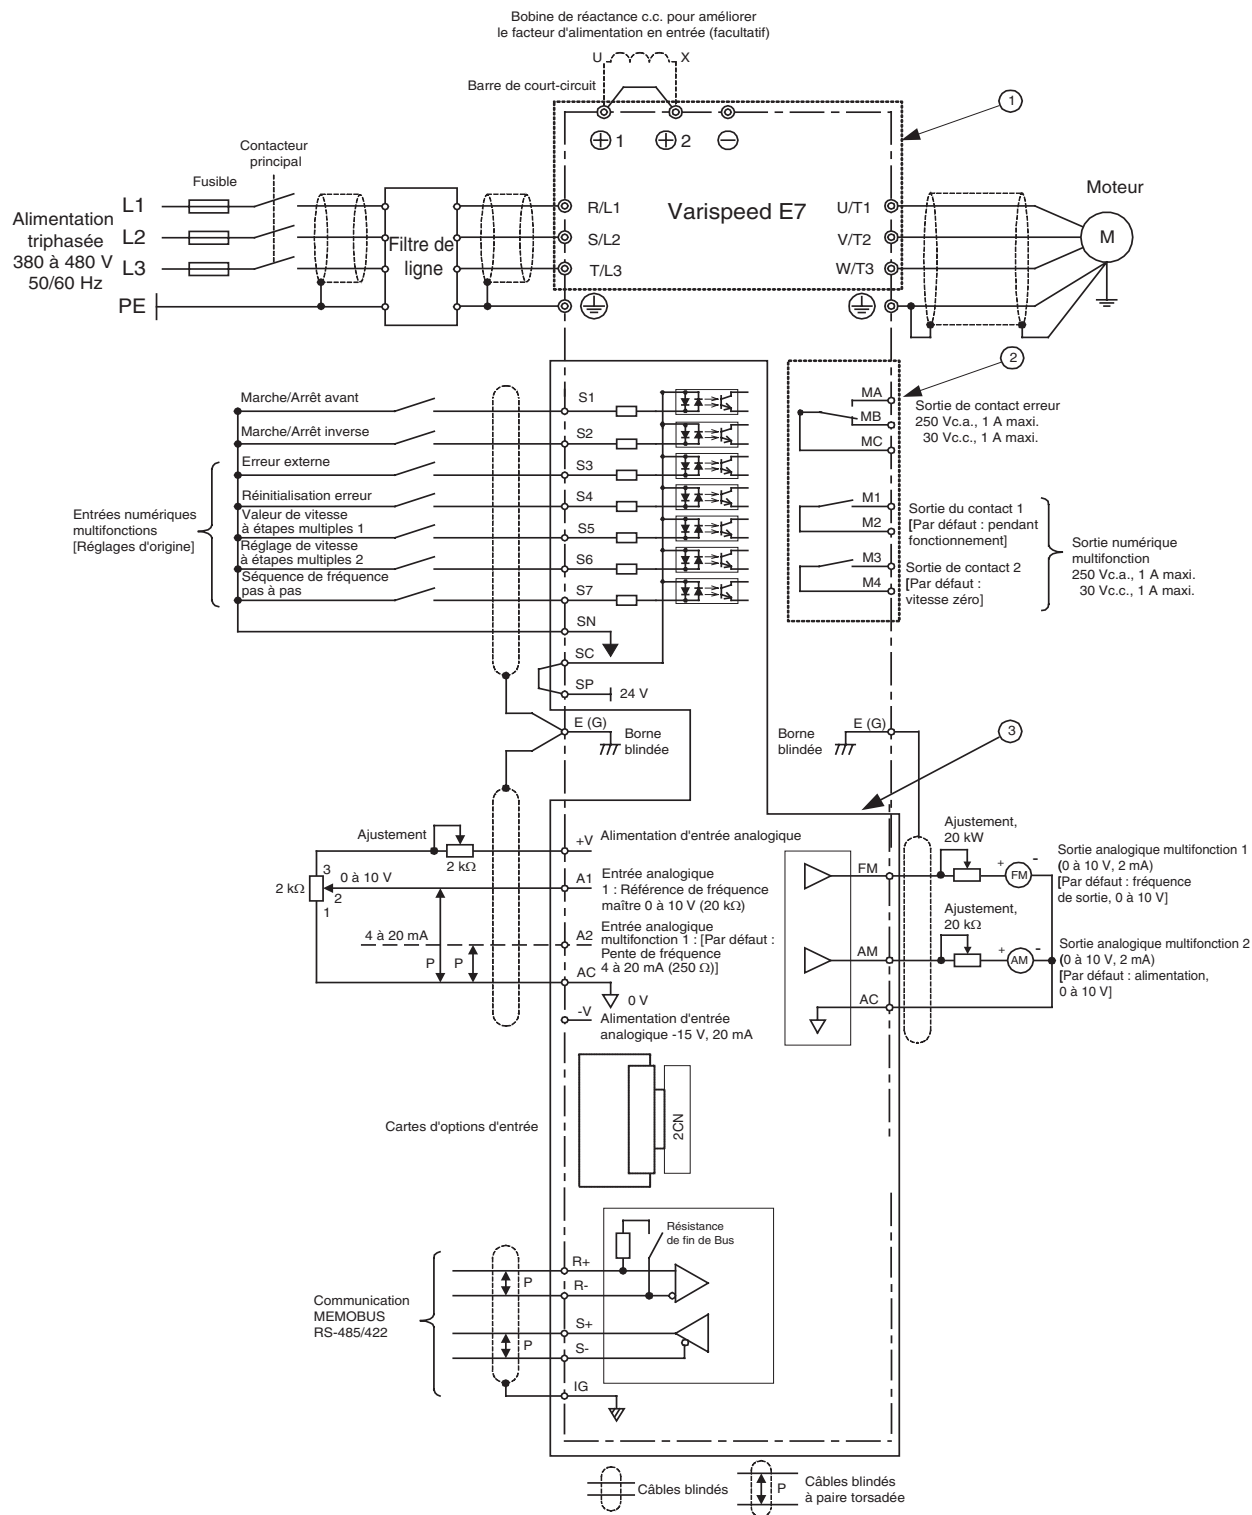 Bobine de réactance c.c. pour améliorer
le facteur d'alimentation en entrée (facultatif)
U
X
Barre de court-circuit
1
+ 1
+ 2
−
Contacteur
principal
Fusible
Alimentation
triphasée
380 à 480 V
50/60 Hz
L1
L2
L3
PE
Filtre de
ligne
R/L1
S/L2
T/L3
Varispeed E7
U/T1
V/T2
W/T3
Moteur
M
2
Marche/Arrêt avant
Marche/Arrêt inverse
Erreur externe
Réinitialisation erreur
Valeur de vitesse
à étapes multiples 1
Réglage de vitesse
à étapes multiples 2
Séquence de fréquence
pas à pas
Entrées numériques
multifonctions
[Réglages d'origine]
S1
S2
S3
S4
S5
S6
S7
SN
SC
SP
24 V
MA
MB
MC
Sortie de contact erreur
250 Vc.a., 1 A maxi.
30 Vc.c., 1 A maxi.
M1
M2
M3
M4
Sortie du contact 1
[Par défaut : pendant
fonctionnement]
Sortie de contact 2
[Par défaut :
vitesse zéro]
Sortie numérique
multifonction
250 Vc.a., 1 A maxi.
30 Vc.c., 1 A maxi.
E (G)
Borne
blindée
Borne
blindée
E (G)
3
Ajustement
2 kΩ
2 kΩ
3
2
1
0 à 10 V
4 à 20 mA
P
P
+V
Alimentation d'entrée analogique
A1
Entrée analogique
1 : Référence de fréquence
maître 0 à 10 V (20 kΩ)
A2
Entrée analogique
multifonction 1 : [Par défaut :
Pente de fréquence
4 à 20 mA (250 Ω)]
AC
0 V
-V
Alimentation d'entrée
analogique -15 V, 20 mA
FM
AM
AC
Ajustement,
20 kW
+
-
FM
Ajustement,
20 kΩ
+
-
AM
Sortie analogique multifonction 1
(0 à 10 V, 2 mA)
[Par défaut : fréquence
de sortie, 0 à 10 V]
Sortie analogique multifonction 2
(0 à 10 V, 2 mA)
[Par défaut : alimentation,
0 à 10 V]
Cartes d'options d'entrée
2CN
Résistance
de fin de Bus
Communication
MEMOBUS
RS-485/422
P
P
R+
R-
S+
S-
IG
Câbles blindés
P
Câbles blindés
à paire torsadée